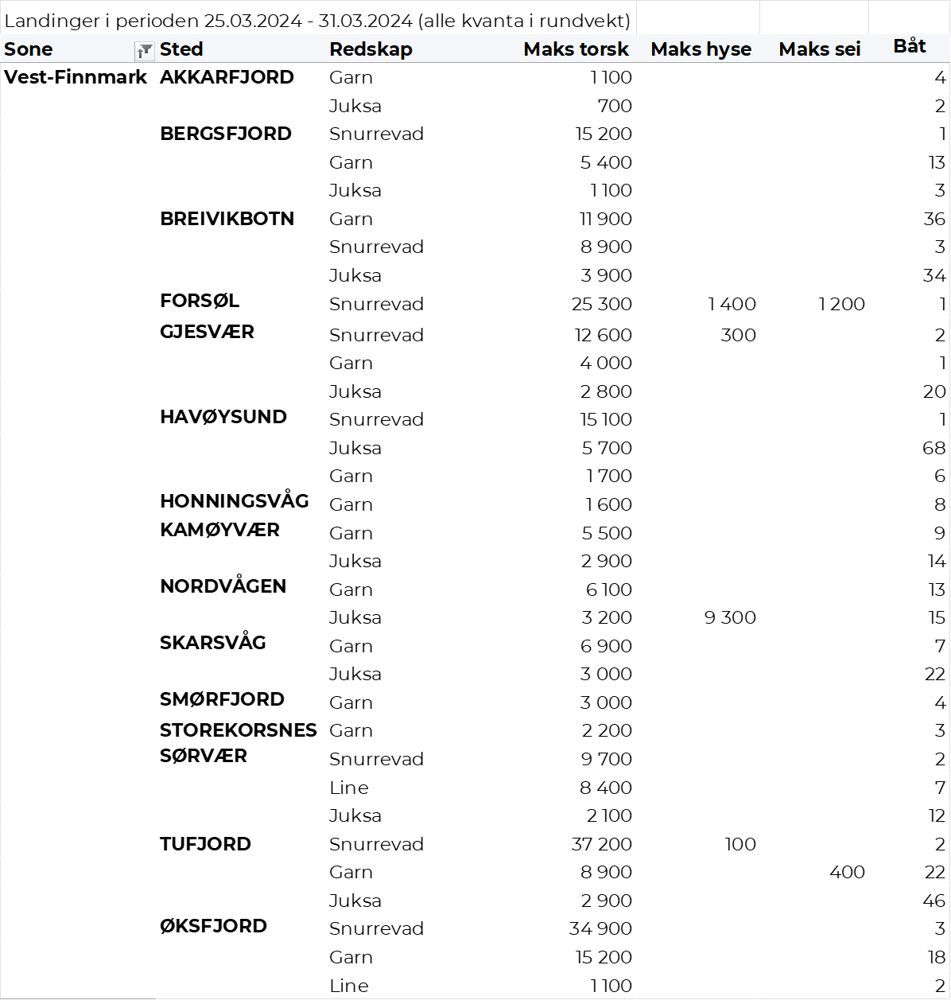 Landinger i perioden 25.03.2024 - 31.03.2024 (alle kvanta i rundvekt)
Sone Sted Redskap Maks torsk Maks hyse Maks sei Båt
Vest-Finnmark AKKARFJORD Garn 1 100 4
Juksa 700 2
BERGSFJORD Snurrevad 15 200 1
Garn 5 400 13
Juksa 1 100 3
BREIVIKBOTN Garn 11 900 36
Snurrevad 8 900 3
Juksa 3 900 34
FORSØL Snurrevad 25 300 1 400 1 200 1
GJESVÆR Snurrevad 12 600 300 2
Garn 4 000 1
Juksa 2 800 20
HAVØYSUND Snurrevad 15 100 1
Juksa 5 700 68
Garn 1 700 6
HONNINGSVÅG Garn 1 600 8
KAMØYVÆR Garn 5 500 9
Juksa 2 900 14
NORDVÅGEN Garn 6 100 13
Juksa 3 200 9 300 15
SKARSVÅG Garn 6 900 7
Juksa 3 000 22
SMØRFJORD Garn 3 000 4
STOREKORSNES Garn 2 200 3
SØRVÆR Snurrevad 9 700 2
Line 8 400 7
Juksa 2 100 12
TUFJORD Snurrevad 37 200 100 2
Garn 8 900 400 22
Juksa 2 900 46
ØKSFJORD Snurrevad 34 900 3
Garn 15 200 18
Line 1 100 2